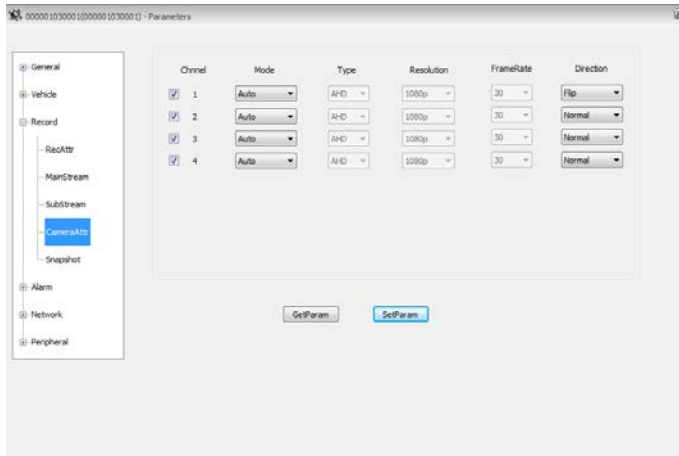 000001030001(000001030001) - Parameters
General
Vehicle
Record
RecAttr
MainStream
SubStream
CameraAttr
Snapshot
Alarm
Network
Peripheral
Chnnel Mode Type Resolution FrameRate Direction
1 Auto AHD 1080p 20 Flip
2 Auto AHD 1080p 30 Normal
3 Auto AHD 1080p 30 Normal
4 Auto AHD 1080p 30 Normal
GetParam SetParam